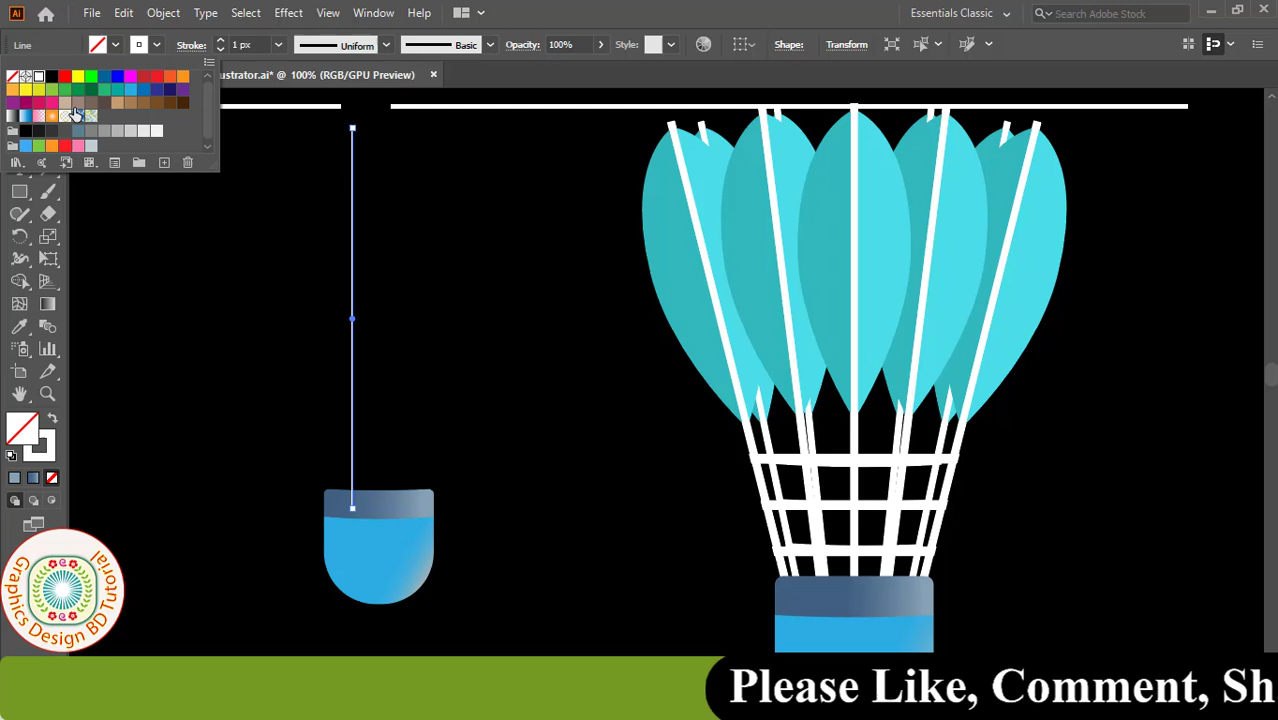 Ai File Edit Object Type Select Effect View Window Help Essentials Classic Search Adobe Stock
Line Stroke: 1 px Uniform Basic Opacity: 100% Style: Shape: Transform
ustrator.ai* @ 100% (RGB/GPU Preview)
Graphics Design BD Tutorial
Please Like, Comment, Sh